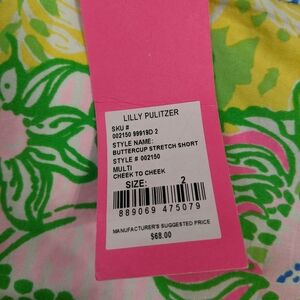 LILLY PULITZER
SKU #
002150 99919D 2
STYLE NAME:
BUTTERCUP STRETCH SHORT
STYLE # 002150
MULTI
CHEEK TO CHEEK
SIZE: 2
889069 475079
MANUFACTURER'S SUGGESTED PRICE
$68.00